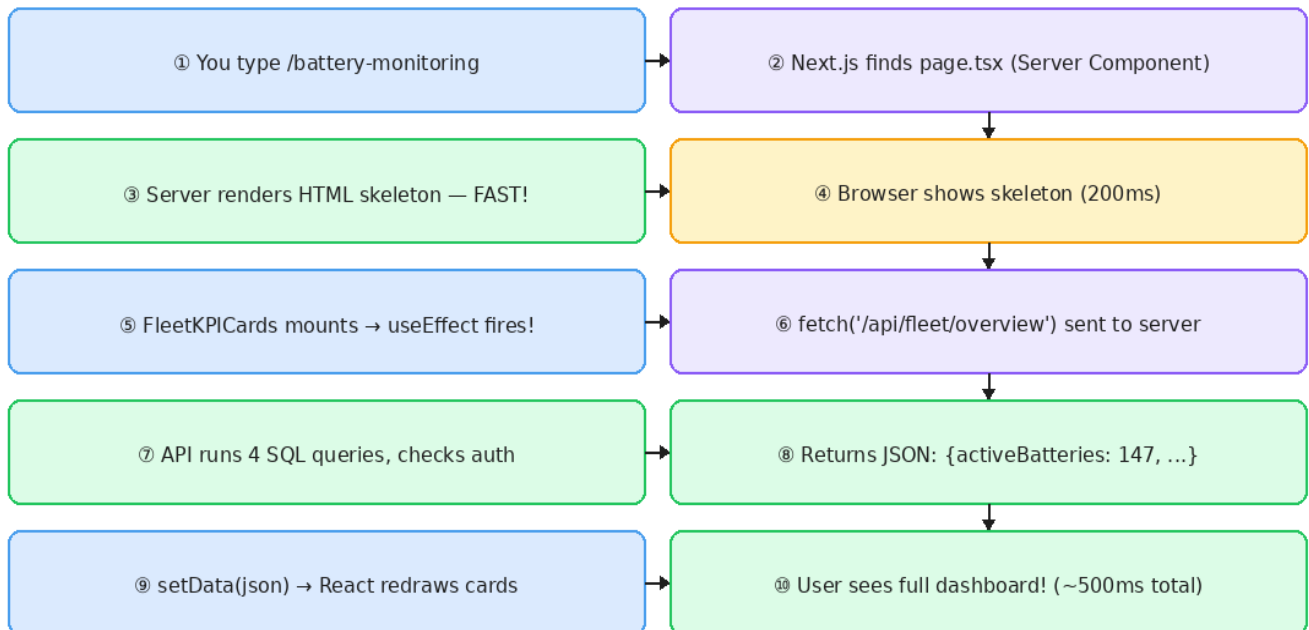 ① You type /battery-monitoring
② Next.js finds page.tsx (Server Component)
③ Server renders HTML skeleton — FAST!
④ Browser shows skeleton (200ms)
⑤ FleetKPICards mounts → useEffect fires!
⑥ fetch('/api/fleet/overview') sent to server
⑦ API runs 4 SQL queries, checks auth
⑧ Returns JSON: {activeBatteries: 147, ...}
⑨ setData(json) → React redraws cards
⑩ User sees full dashboard! (~500ms total)